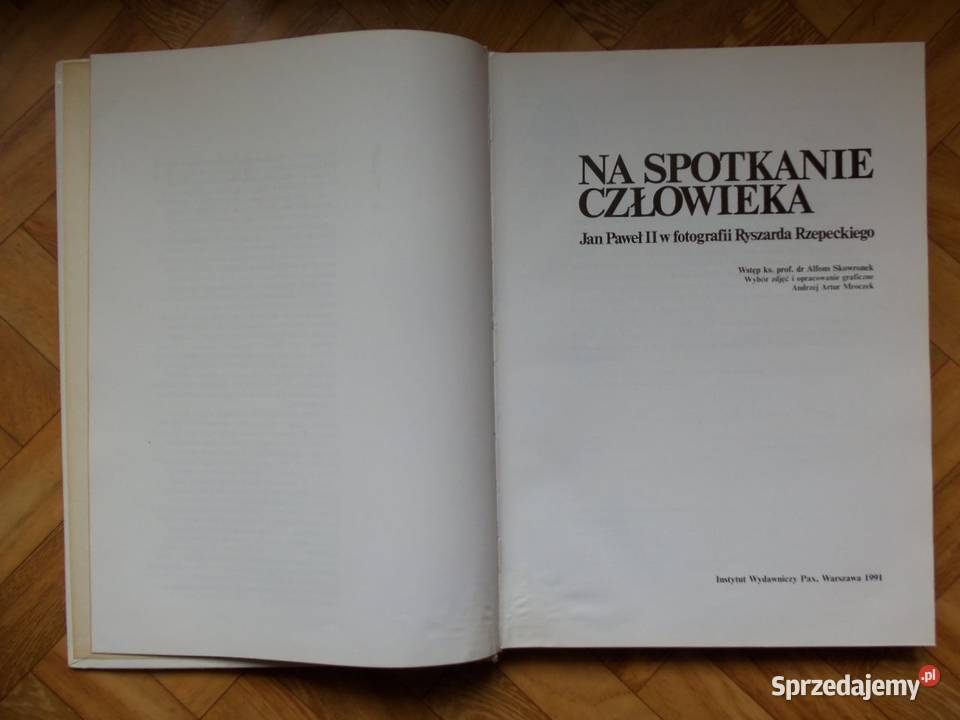 NA SPOTKANIE
CZŁOWIEKA
Jan Paweł II w fotografii Ryszarda Rzepeckiego
Wstęp ks. prof. dr Alfons Skowronek
Wybór zdjęć i opracowanie graficzne
Andrzej Artur Mroczek
Instytut Wydawniczy Pax, Warszawa 1991
Sprzedajemy.pl